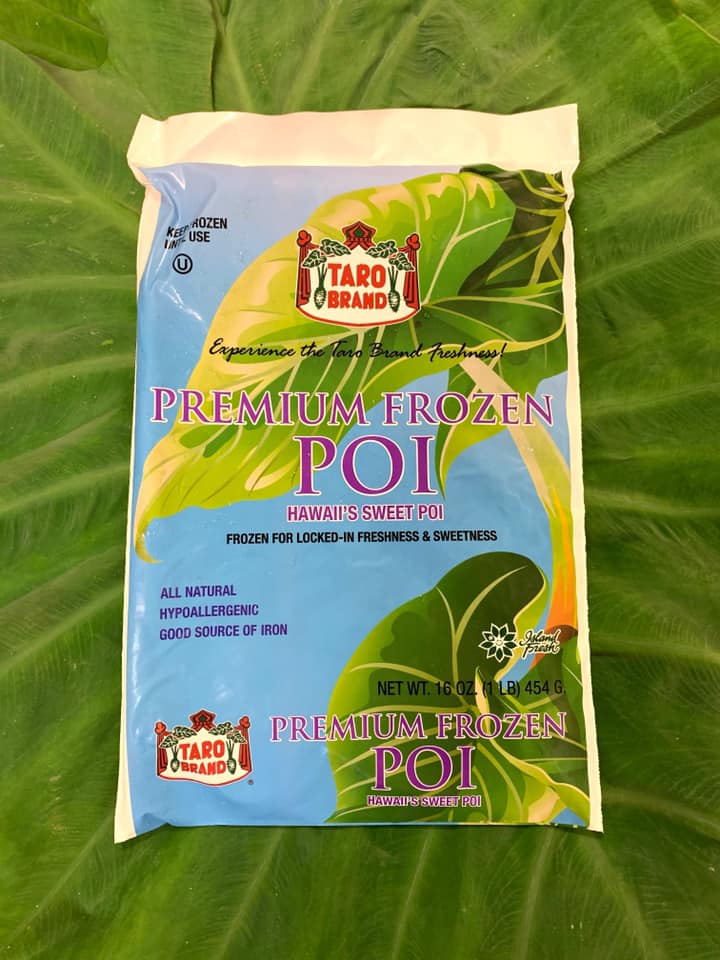 KEEP FROZEN
UNTIL USE
U
TARO
BRAND
Experience the Taro Brand Freshness!
PREMIUM FROZEN
POI
HAWAII'S SWEET POI
FROZEN FOR LOCKED-IN FRESHNESS & SWEETNESS
ALL NATURAL
HYPOALLERGENIC
GOOD SOURCE OF IRON
Island
fresh
NET WT. 16 OZ. (1 LB) 454 G.
TARO
BRAND
®
PREMIUM FROZEN
POI
HAWAII'S SWEET POI